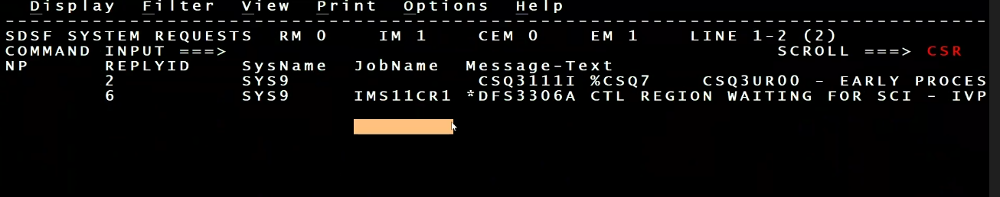 Display Filter View Print Options Help
SDSF SYSTEM REQUESTS RM 0 IM 1 CEM 0 EM 1 LINE 1-2 (2)
COMMAND INPUT ===> SCROLL ===> CSR
NP REPLYID SysName JobName Message-Text
2 SYS9 CSQ3111I %CSQ7 CSQ3UR00 - EARLY PROCES
6 SYS9 IMS11CR1 *DFS3306A CTL REGION WAITING FOR SCI - IVP